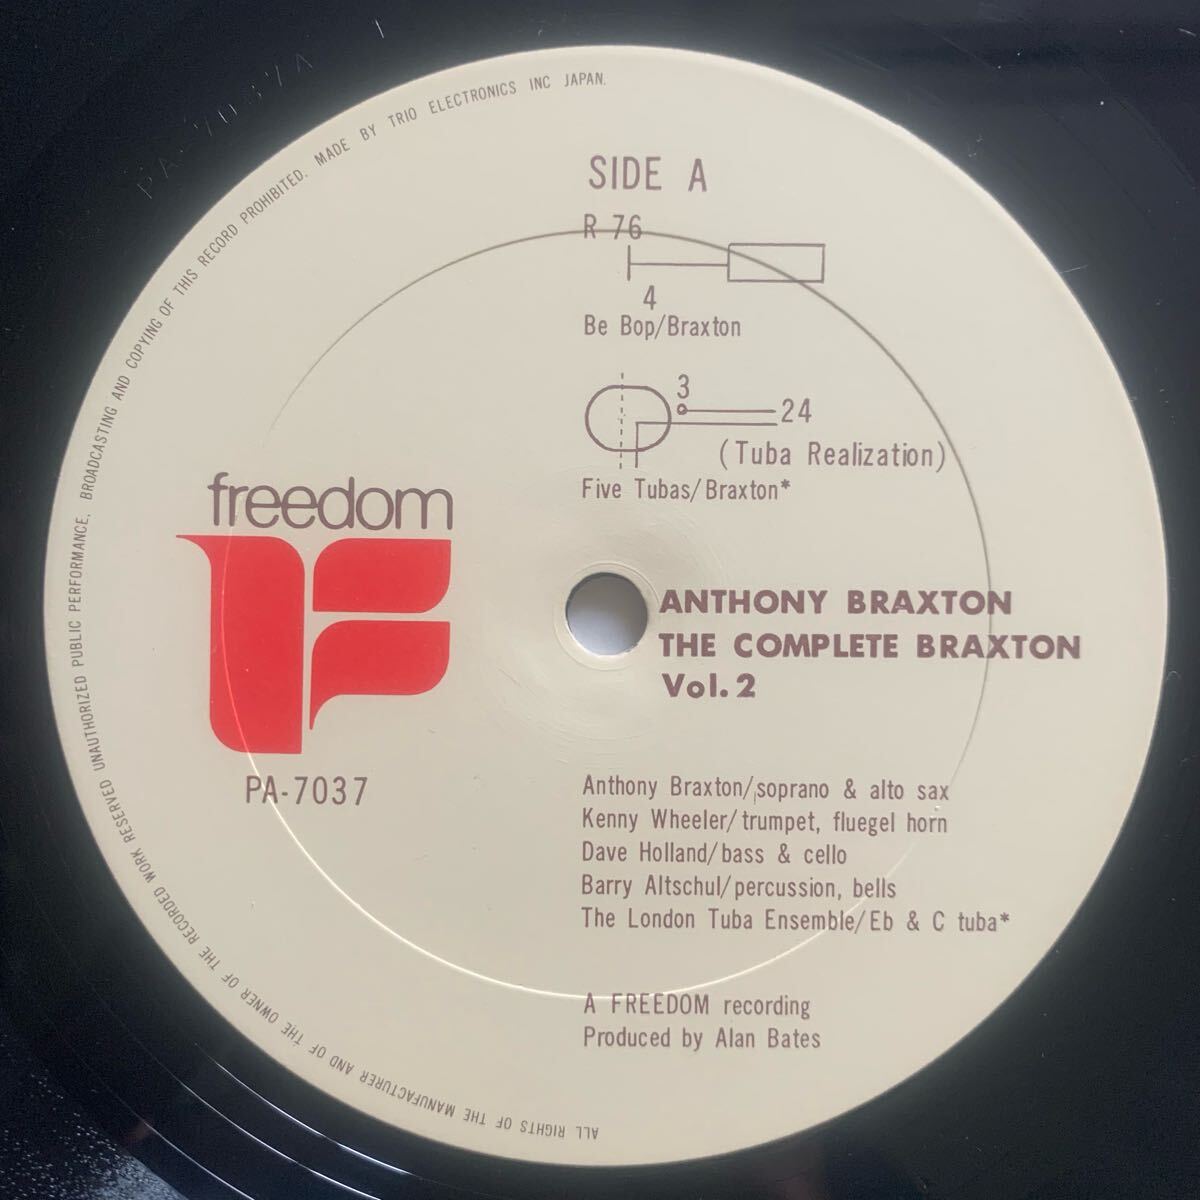 SIDE A
R 76
4
Be Bop/Braxton
3
24
(Tuba Realization)
Five Tubas/Braxton*
freedom
PA-7037
ANTHONY BRAXTON
THE COMPLETE BRAXTON
Vol. 2
Anthony Braxton/soprano & alto sax
Kenny Wheeler/trumpet, fluegel horn
Dave Holland/bass & cello
Barry Altschul/percussion, bells
The London Tuba Ensemble/Eb & C tuba*
A FREEDOM recording
Produced by Alan Bates
ALL RIGHTS OF THE MANUFACTURER AND OF THE OWNER OF THE RECORDED WORK RESERVED UNAUTHORIZED PUBLIC PERFORMANCE, BROADCASTING AND COPYING OF THIS RECORD PROHIBITED. MADE BY TRIO ELECTRONICS INC JAPAN.